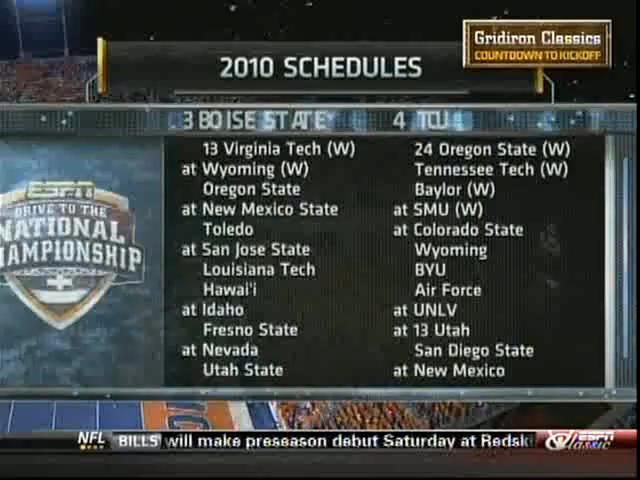 Gridiron Classics
COUNTDOWN TO KICKOFF
2010 SCHEDULES
3 BOISE STATE
13 Virginia Tech (W)
at Wyoming (W)
Oregon State
at New Mexico State
Toledo
at San Jose State
Louisiana Tech
Hawai'i
at Idaho
Fresno State
at Nevada
Utah State
4 TCU
24 Oregon State (W)
Tennessee Tech (W)
Baylor (W)
at SMU (W)
at Colorado State
Wyoming
BYU
Air Force
at UNLV
at 13 Utah
San Diego State
at New Mexico
ESPN
DRIVE TO THE
NATIONAL
HAMPIONSHIP
NFL BILLS will make preseason debut Saturday at Redski
ESPN
Classic